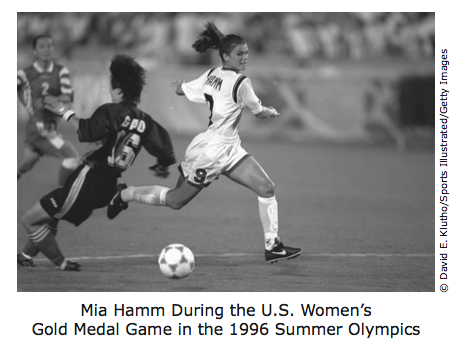 HAMM
16
9
© David E. Klutho/Sports Illustrated/Getty Images
Mia Hamm During the U.S. Women's
Gold Medal Game in the 1996 Summer Olympics